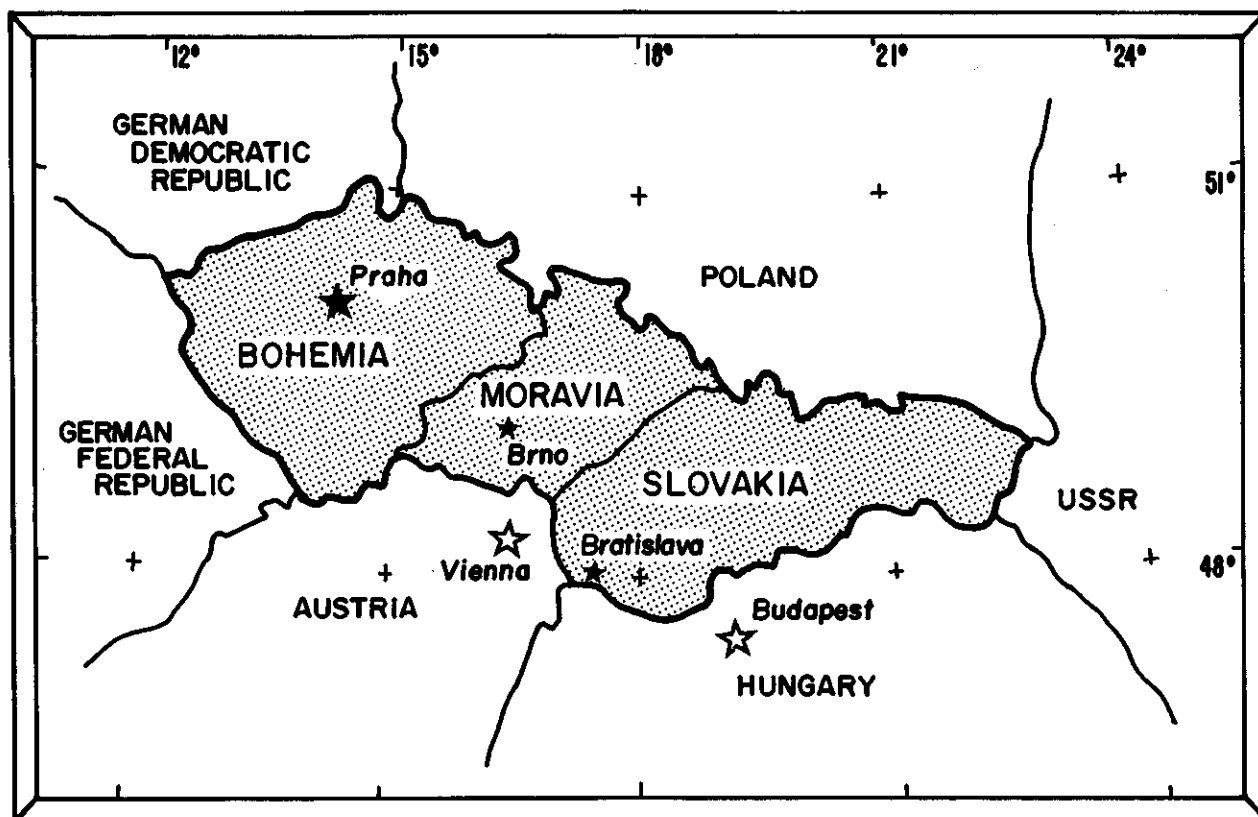 12° 15° 18° 21° 24°
GERMAN
DEMOCRATIC
REPUBLIC
51°
Praha
POLAND
BOHEMIA
MORAVIA
GERMAN
FEDERAL
REPUBLIC
Brno
SLOVAKIA
USSR
Vienna
Bratislava
48°
AUSTRIA
Budapest
HUNGARY